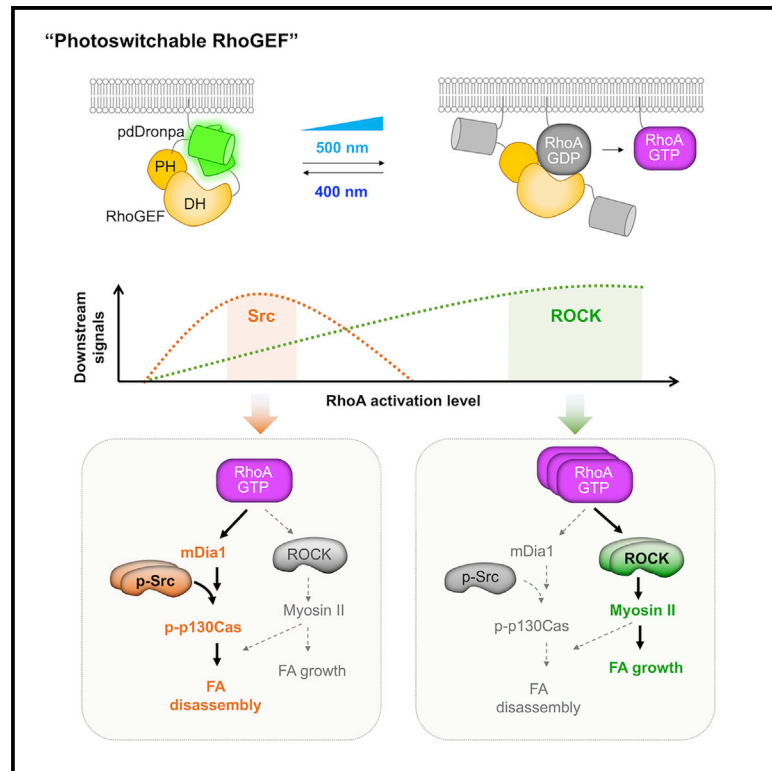 "Photoswitchable RhoGEF"
pdDronpa
PH
DH
RhoGEF
500 nm
400 nm
RhoA
GDP
RhoA
GTP
Downstream
signals
Src
ROCK
RhoA activation level
RhoA
GTP
mDia1
ROCK
p-Src
Myosin II
p-p130Cas
FA growth
FA
disassembly
RhoA
GTP
mDia1
ROCK
p-Src
Myosin II
p-p130Cas
FA growth
FA
disassembly